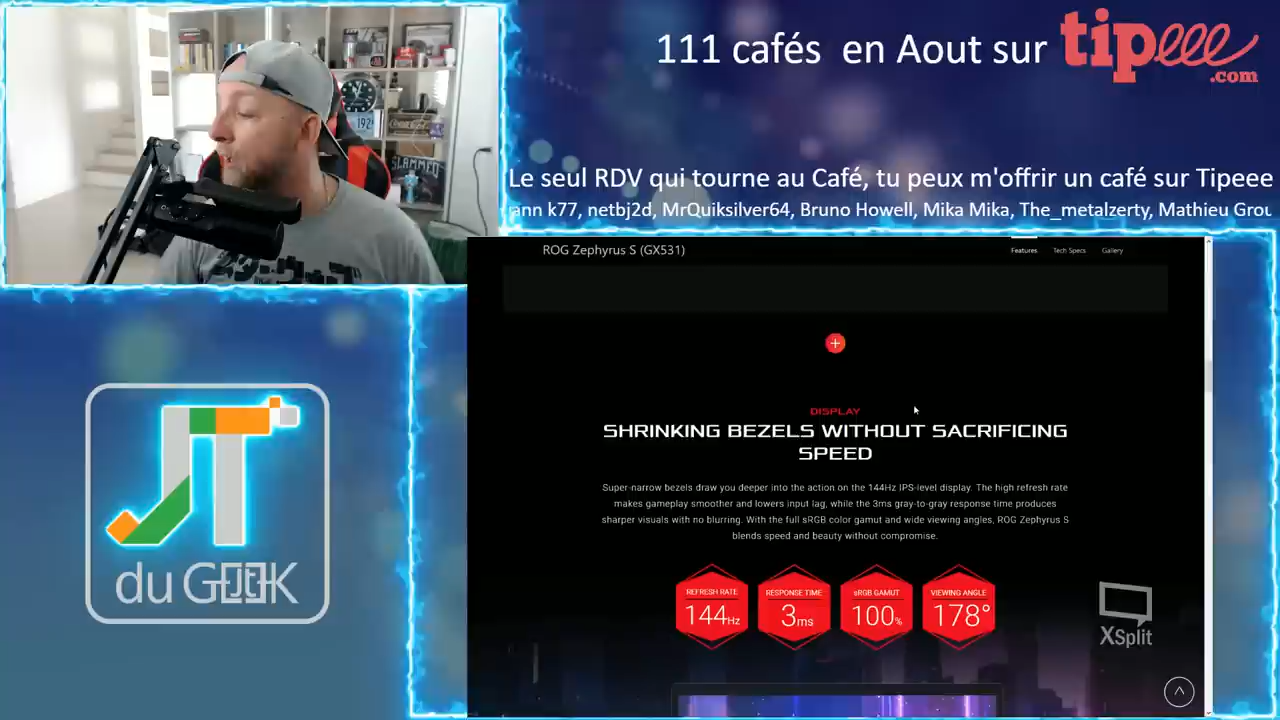 111 cafés en Aout sur tipeee.com
Le seul RDV qui tourne au Café, tu peux m'offrir un café sur Tipeee
ann k77, netbj2d, MrQuiksilver64, Bruno Howell, Mika Mika, The_metalzerty, Mathieu Grou
192
SLAMMED
ROG Zephyrus S (GX531)
Features Tech Specs Gallery
DISPLAY
SHRINKING BEZELS WITHOUT SACRIFICING
SPEED
Super-narrow bezels draw you deeper into the action on the 144Hz IPS-level display. The high refresh rate
makes gameplay smoother and lowers input lag, while the 3ms gray-to-gray response time produces
sharper visuals with no blurring. With the full sRGB color gamut and wide viewing angles, ROG Zephyrus S
blends speed and beauty without compromise.
REFRESH RATE
144Hz
RESPONSE TIME
3ms
sRGB GAMUT
100%
VIEWING ANGLE
178°
XSplit
JT
du GEEK